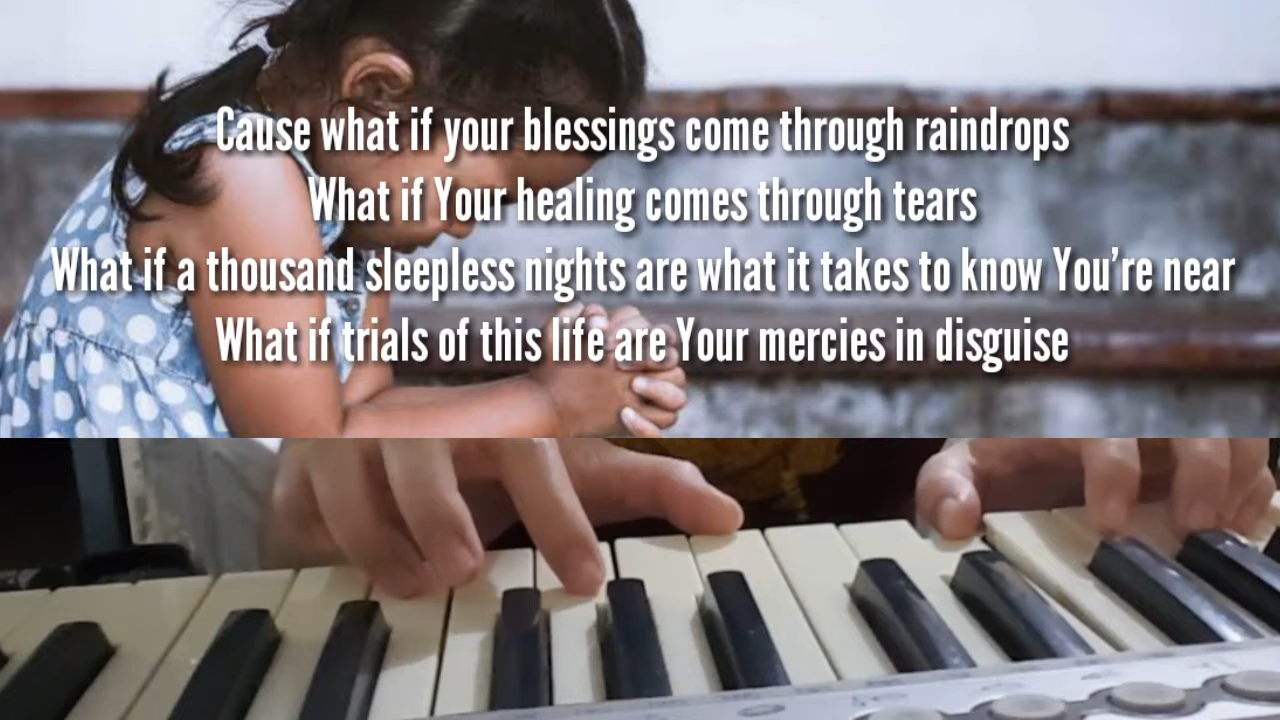 Cause what if your blessings come through raindrops
What if Your healing comes through tears
What if a thousand sleepless nights are what it takes to know You’re near
What if trials of this life are Your mercies in disguise